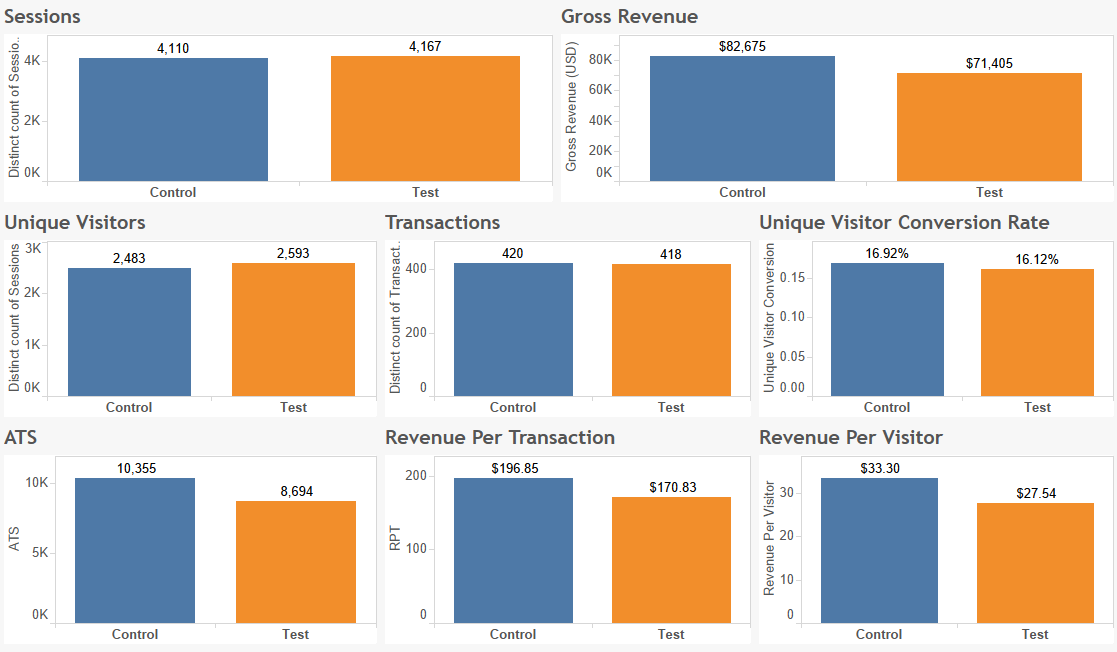 Sessions
Distinct count of Sessio..
4K
2K
0K
4,110
4,167
Control
Test
Gross Revenue
Gross Revenue (USD)
80K
60K
40K
20K
0K
$82,675
$71,405
Control
Test
Unique Visitors
Distinct count of Sessions
3K
2K
1K
0K
2,483
2,593
Control
Test
Transactions
Distinct count of Transact..
400
200
0
420
418
Control
Test
Unique Visitor Conversion Rate
Unique Visitor Conversion
0.15
0.10
0.05
0.00
16.92%
16.12%
Control
Test
ATS
ATS
10K
5K
0K
10,355
8,694
Control
Test
Revenue Per Transaction
RPT
200
100
0
$196.85
$170.83
Control
Test
Revenue Per Visitor
Revenue Per Visitor
30
20
10
0
$33.30
$27.54
Control
Test